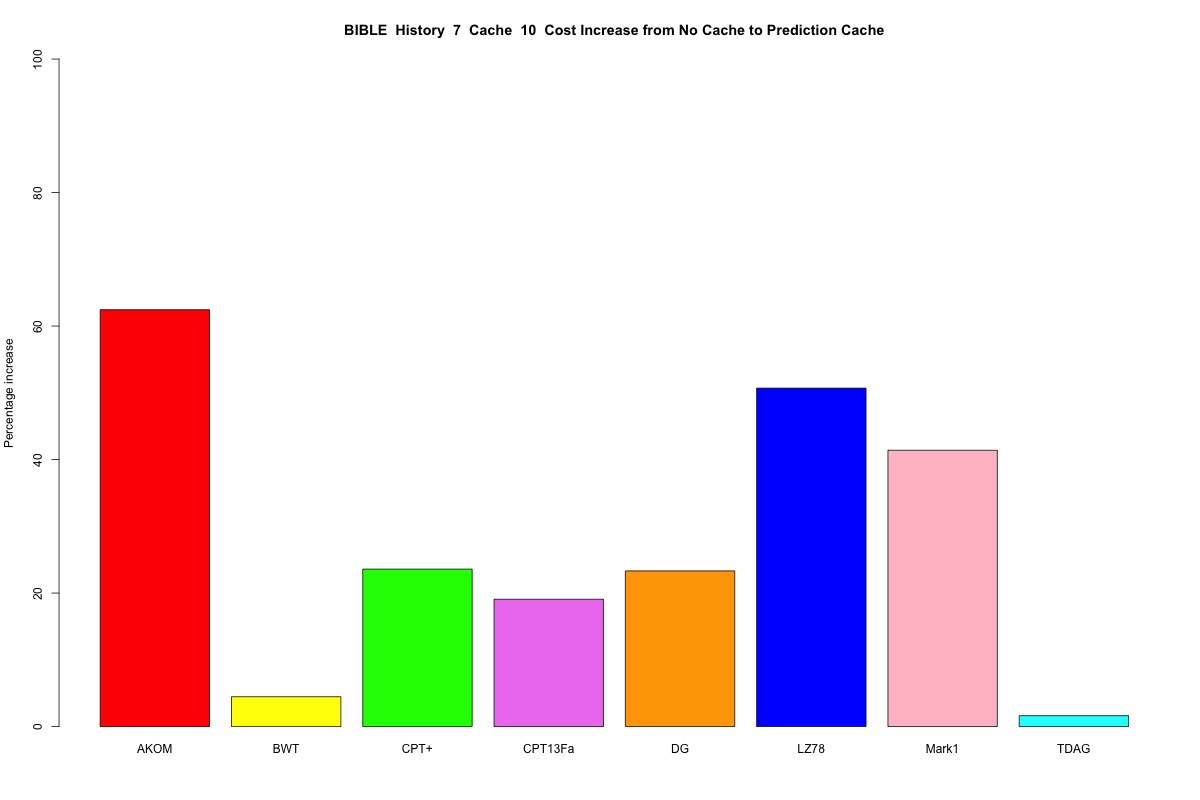 BIBLE  History  7  Cache  10  Cost Increase from No Cache to Prediction Cache
Percentage increase
100
80
60
40
20
0
AKOM BWT CPT+ CPT13Fa DG LZ78 Mark1 TDAG